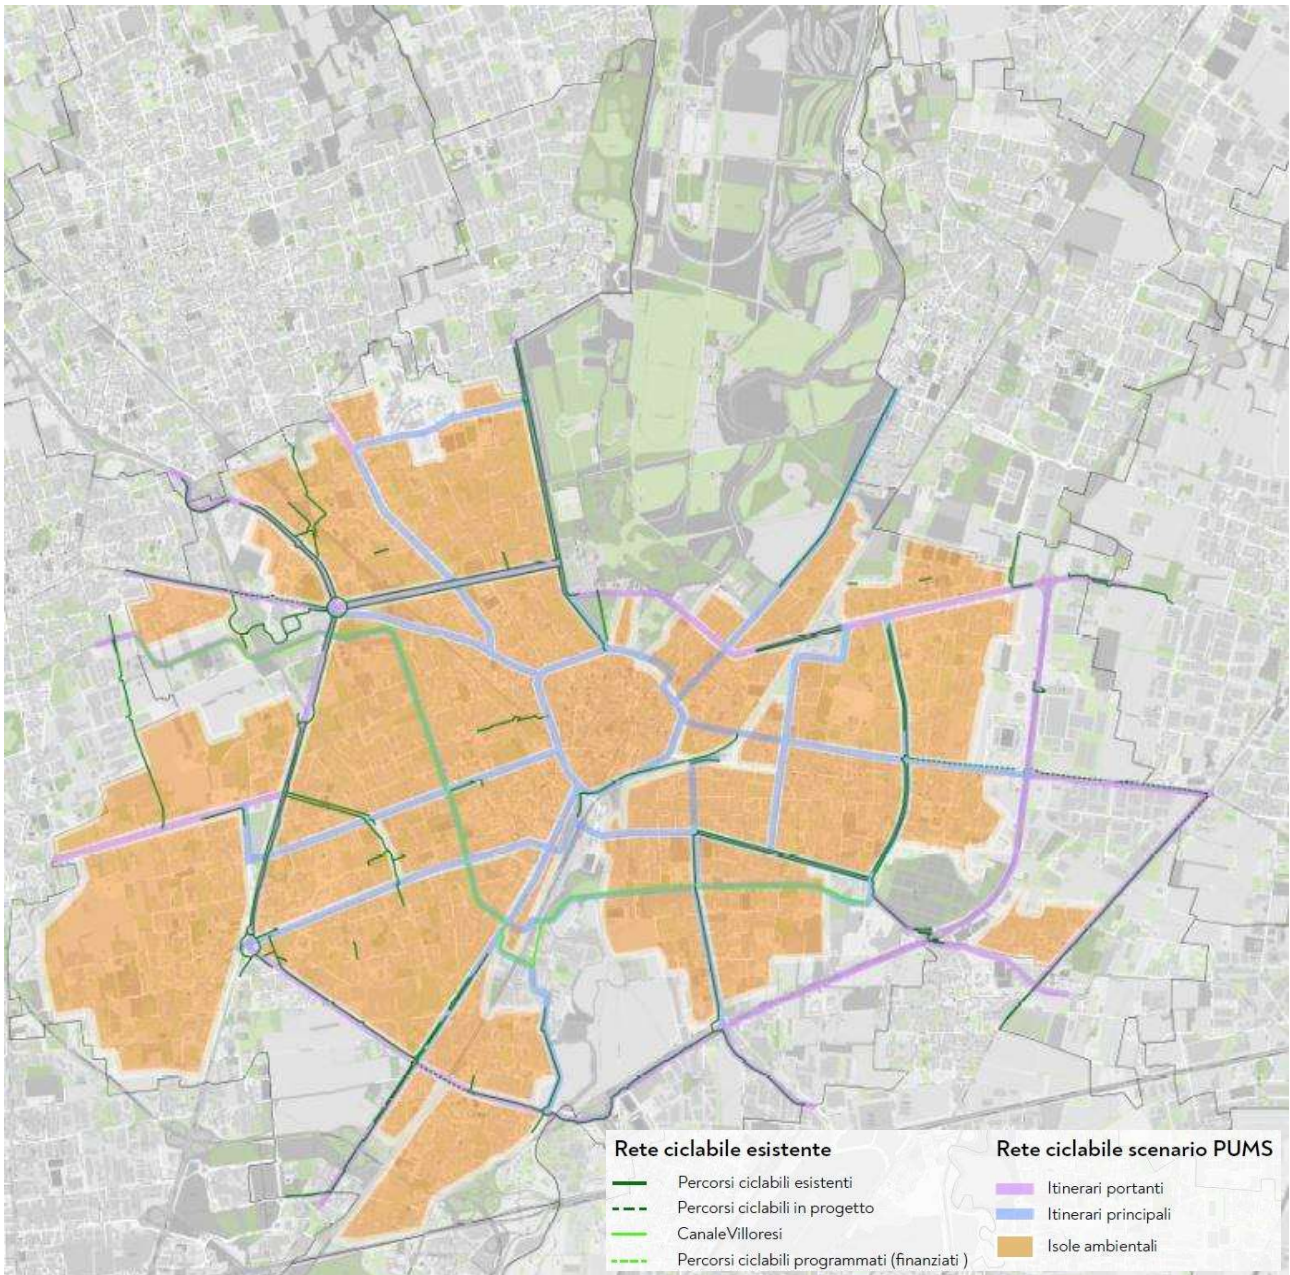 Rete ciclabile esistente
Percorsi ciclabili esistenti
Percorsi ciclabili in progetto
CanaleVilloresi
Percorsi ciclabili programmati (finanziati )
Rete ciclabile scenario PUMS
Itinerari portanti
Itinerari principali
Isole ambientali